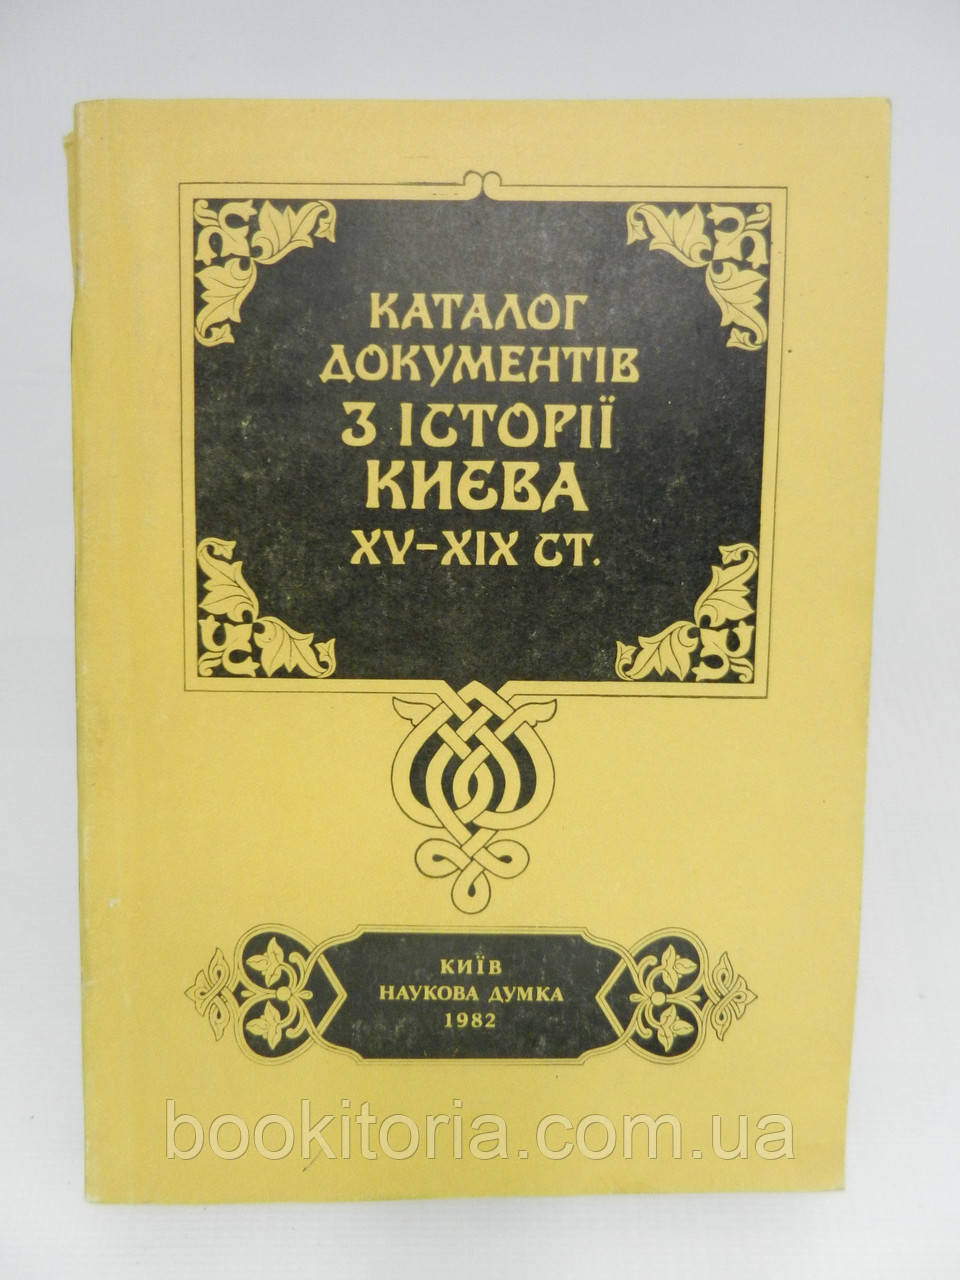 КАТАЛОГ
ДОКУМЕНТІВ
З ІСТОРІЇ
КИЄВА
XV–XIX СТ.
КИЇВ
НАУКОВА ДУМКА
1982
bookitoria.com.ua